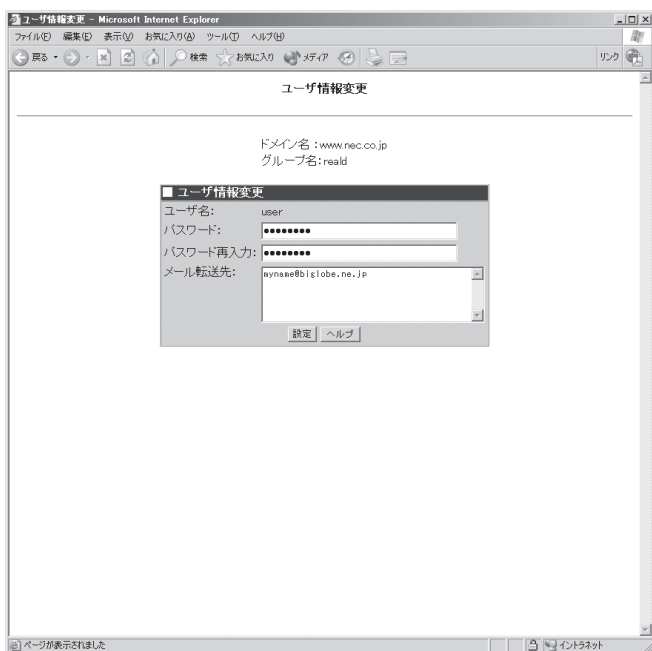 ユーザ情報変更 - Microsoft Internet Explorer
ファイル(F) 編集(E) 表示(V) お気に入り(A) ツール(T) ヘルプ(H)
戻る 検索 お気に入り メディア リンク
ユーザ情報変更
ドメイン名：www.nec.co.jp
グループ名：reald
■ ユーザ情報変更
ユーザ名： user
パスワード： ●●●●●●●●
パスワード再入力： ●●●●●●●●
メール転送先： myname@biglobe.ne.jp
設定 ヘルプ
ページが表示されました イントラネット